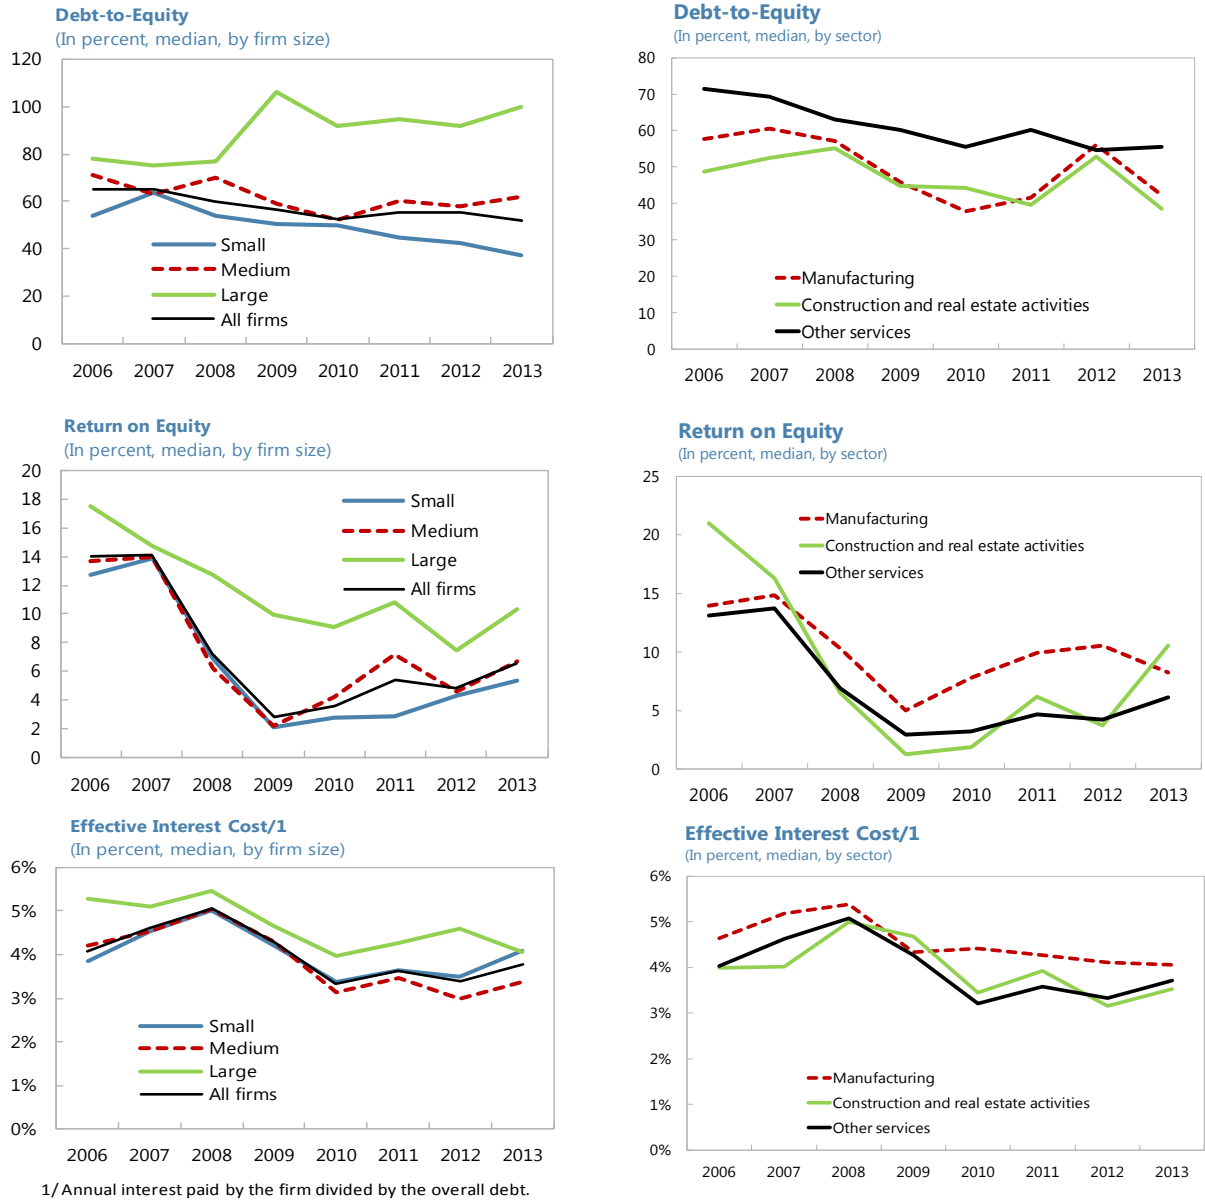 Debt-to-Equity
(In percent, median, by firm size)
120
100
80
60
40
20
0
Small
Medium
Large
All firms
2006 2007 2008 2009 2010 2011 2012 2013
Debt-to-Equity
(In percent, median, by sector)
80
70
60
50
40
30
20
10
0
Manufacturing
Construction and real estate activities
Other services
2006 2007 2008 2009 2010 2011 2012 2013
Return on Equity
(In percent, median, by firm size)
20
18
16
14
12
10
8
6
4
2
0
Small
Medium
Large
All firms
2006 2007 2008 2009 2010 2011 2012 2013
Return on Equity
(In percent, median, by sector)
25
20
15
10
5
0
Manufacturing
Construction and real estate activities
Other services
2006 2007 2008 2009 2010 2011 2012 2013
Effective Interest Cost/1
(In percent, median, by firm size)
6%
5%
4%
3%
2%
1%
0%
Small
Medium
Large
All firms
2006 2007 2008 2009 2010 2011 2012 2013
Effective Interest Cost/1
(In percent, median, by sector)
6%
5%
4%
3%
2%
1%
0%
Manufacturing
Construction and real estate activities
Other services
2006 2007 2008 2009 2010 2011 2012 2013
1/ Annual interest paid by the firm divided by the overall debt.